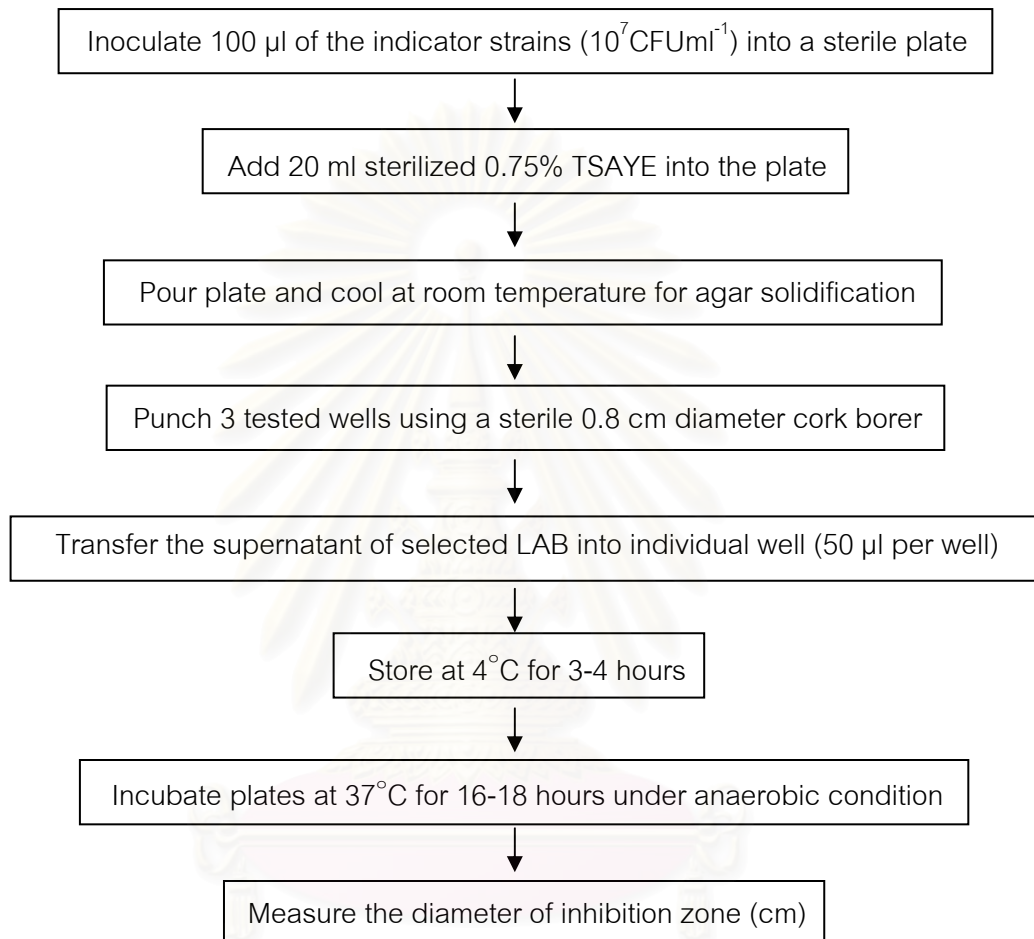 Inoculate 100 µl of the indicator strains (10⁷CFUml⁻¹) into a sterile plate
Add 20 ml sterilized 0.75% TSAYE into the plate
Pour plate and cool at room temperature for agar solidification
Punch 3 tested wells using a sterile 0.8 cm diameter cork borer
Transfer the supernatant of selected LAB into individual well (50 µl per well)
Store at 4°C for 3-4 hours
Incubate plates at 37°C for 16-18 hours under anaerobic condition
Measure the diameter of inhibition zone (cm)